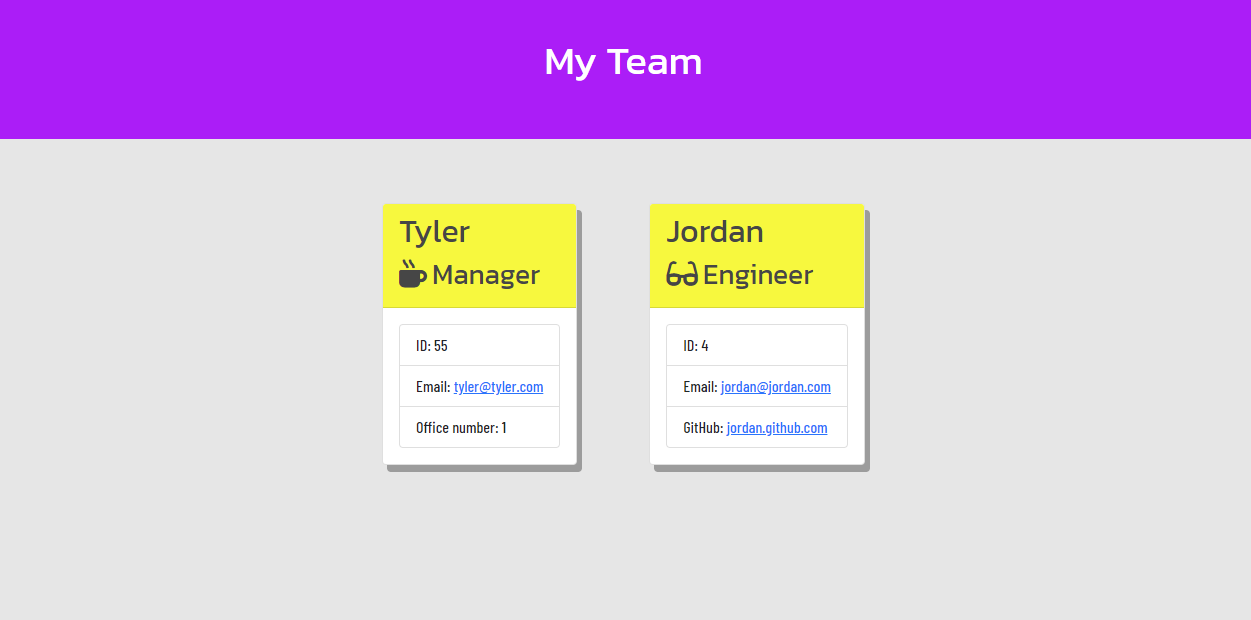 My Team
Tyler
Manager
ID: 55
Email: tyler@tyler.com
Office number: 1
Jordan
Engineer
ID: 4
Email: jordan@jordan.com
GitHub: jordan.github.com